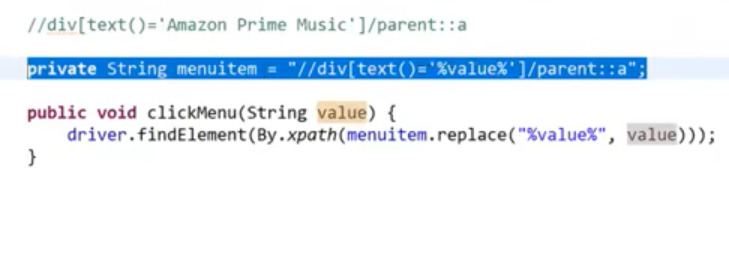 //div[text()='Amazon Prime Music']/parent::a
private String menuitem = "//div[text()='%value%']/parent::a";
public void clickMenu(String value) {
driver.findElement(By.xpath(menuitem.replace("%value%", value)));
}